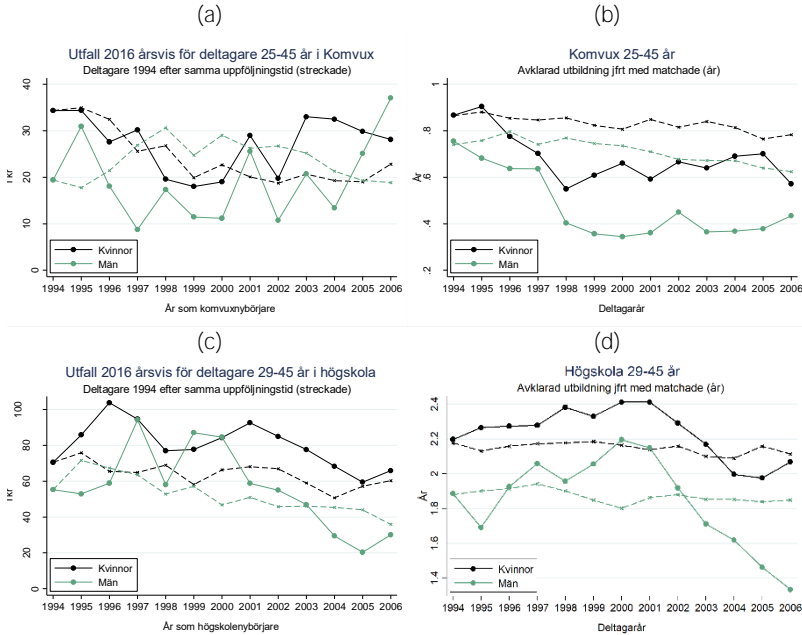 (a)
Utfall 2016 årsvis för deltagare 25-45 år i Komvux
Deltagare 1994 efter samma uppföljningstid (streckade)
40
30
20
10
0
Kvinnor
Män
1994 1995 1996 1997 1998 1999 2000 2001 2002 2003 2004 2005 2006
År som komvuxnybörjare
(b)
Komvux 25-45 år
Avklarad utbildning jfrt med matchade (år)
År
1
.8
.6
.4
.2
Kvinnor
Män
1994 1995 1996 1997 1998 1999 2000 2001 2002 2003 2004 2005 2006
Deltagarår
(c)
Utfall 2016 årsvis för deltagare 29-45 år i högskola
Deltagare 1994 efter samma uppföljningstid (streckade)
100
80
60
40
20
0
Kvinnor
Män
1994 1995 1996 1997 1998 1999 2000 2001 2002 2003 2004 2005 2006
År som högskolenybörjare
(d)
Högskola 29-45 år
Avklarad utbildning jfrt med matchade (år)
År
2.4
2.2
2
1.8
1.6
1.4
Kvinnor
Män
1994 1995 1996 1997 1998 1999 2000 2001 2002 2003 2004 2005 2006
Deltagarår